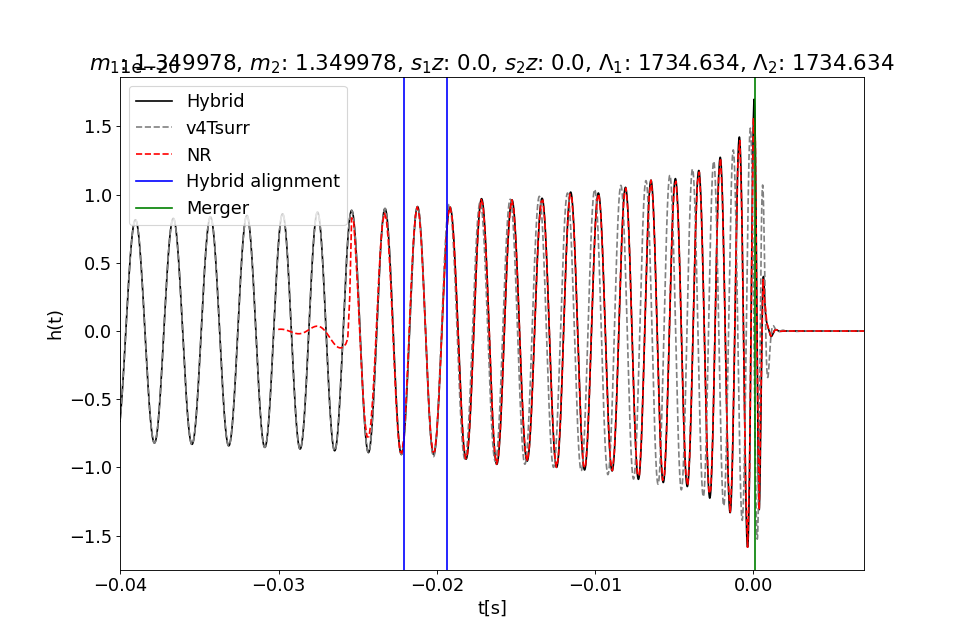 m₁: 1.349978, m₂: 1.349978, s₁z: 0.0, s₂z: 0.0, Λ₁: 1734.634, Λ₂: 1734.634
Hybrid
v4Tsurr
NR
Hybrid alignment
Merger
h(t)
1.5
1.0
0.5
0.0
−0.5
−1.0
−1.5
−0.04
−0.03
−0.02
−0.01
0.00
t[s]